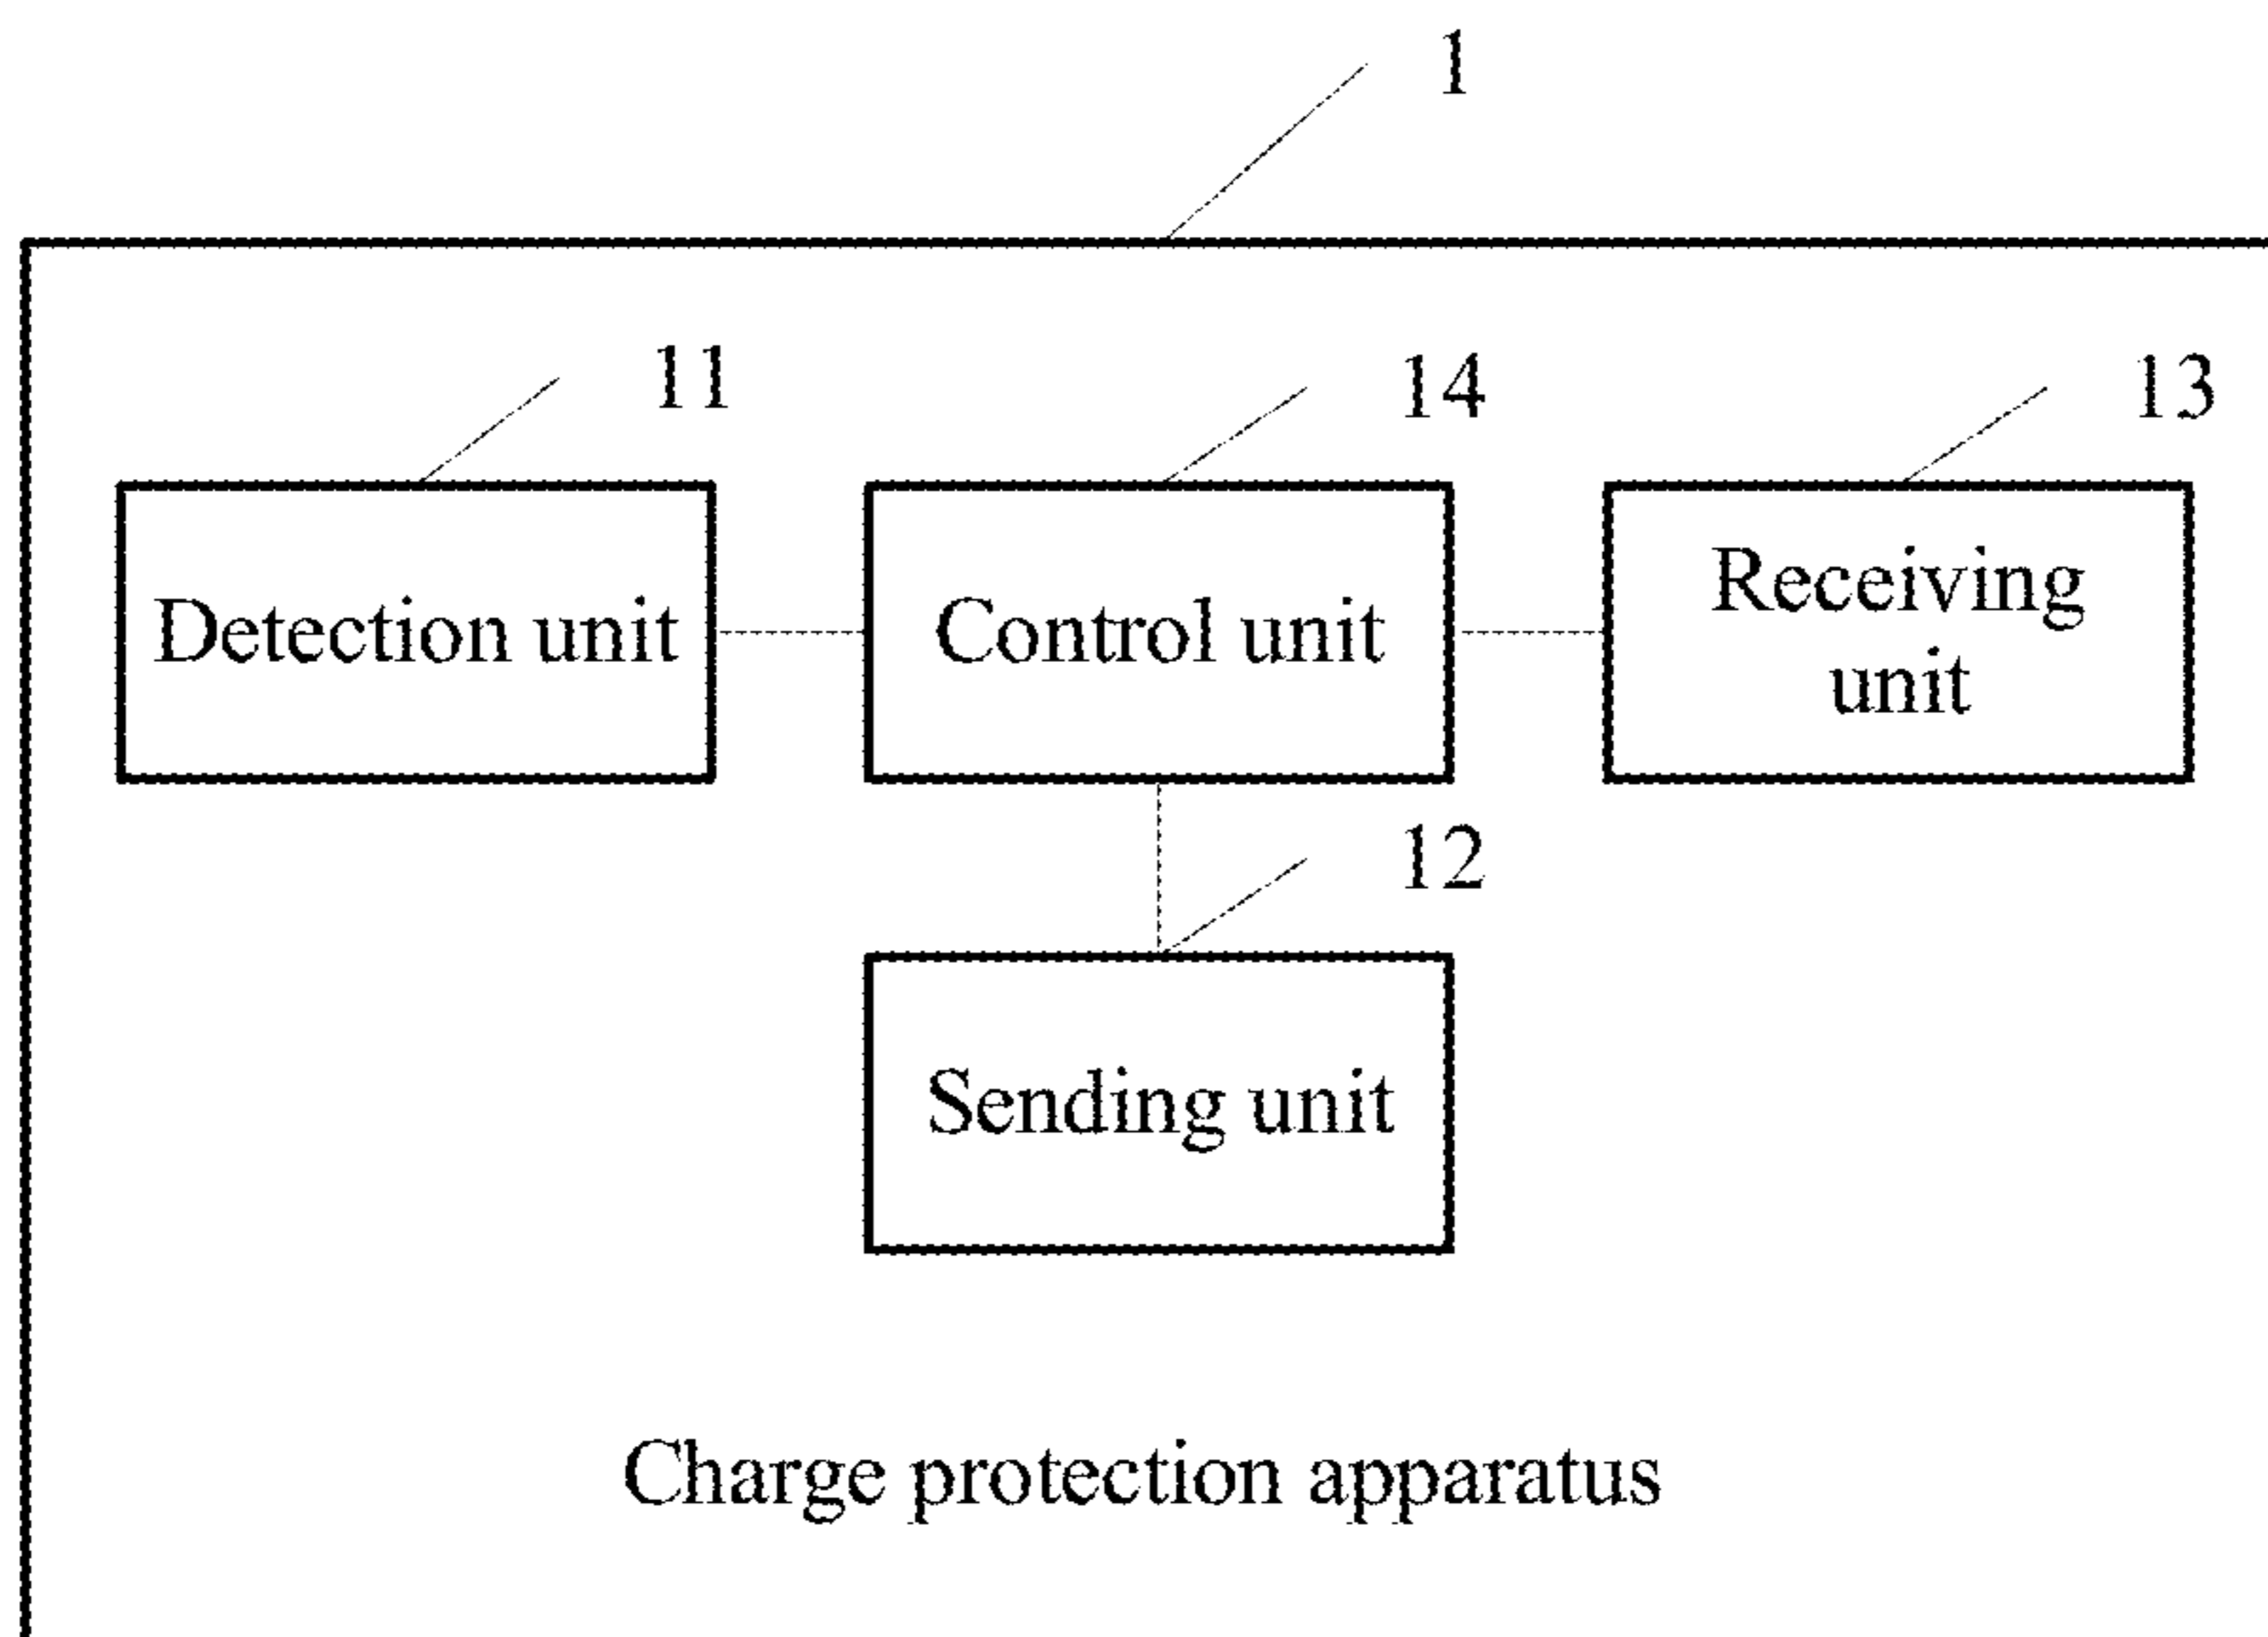 1
11
14
13
Detection unit
Control unit
Receiving
unit
12
Sending unit
Charge protection apparatus